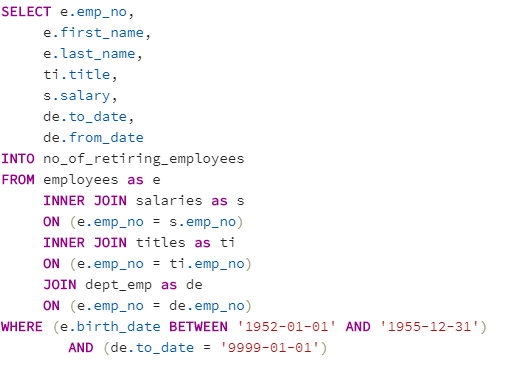 SELECT e.emp_no,
e.first_name,
e.last_name,
ti.title,
s.salary,
de.to_date,
de.from_date
INTO no_of_retiring_employees
FROM employees as e
INNER JOIN salaries as s
ON (e.emp_no = s.emp_no)
INNER JOIN titles as ti
ON (e.emp_no = ti.emp_no)
JOIN dept_emp as de
ON (e.emp_no = de.emp_no)
WHERE (e.birth_date BETWEEN '1952-01-01' AND '1955-12-31')
AND (de.to_date = '9999-01-01')